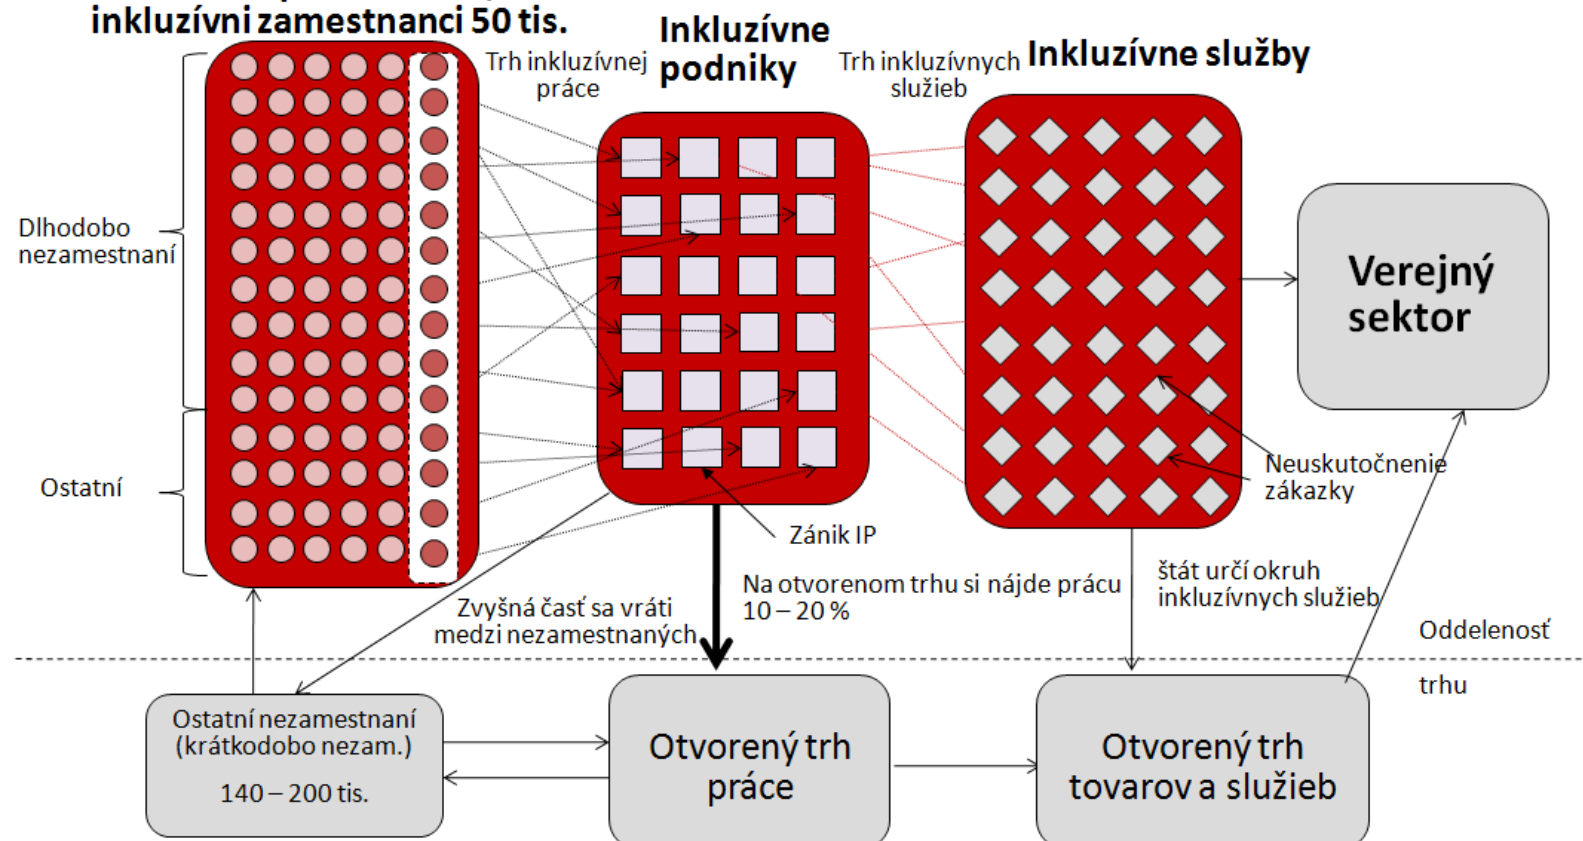 inkluzívni zamestnanci 50 tis.
Trh inkluzívnej
práce
Inkluzívne
podniky
Trh inkluzívnych
služieb
Inkluzívne služby
Dlhodobo
nezamestnaní
Ostatní
Verejný
sektor
Neuskutočnenie
zákazky
Zánik IP
Na otvorenom trhu si nájde prácu
10 – 20 %
Zvyšná časť sa vráti
medzi nezamestnaných
štát určí okruh
inkluzívnych služieb
Oddelenosť
trhu
Ostatní nezamestnaní
(krátkodobo nezam.)
140 – 200 tis.
Otvorený trh
práce
Otvorený trh
tovarov a služieb